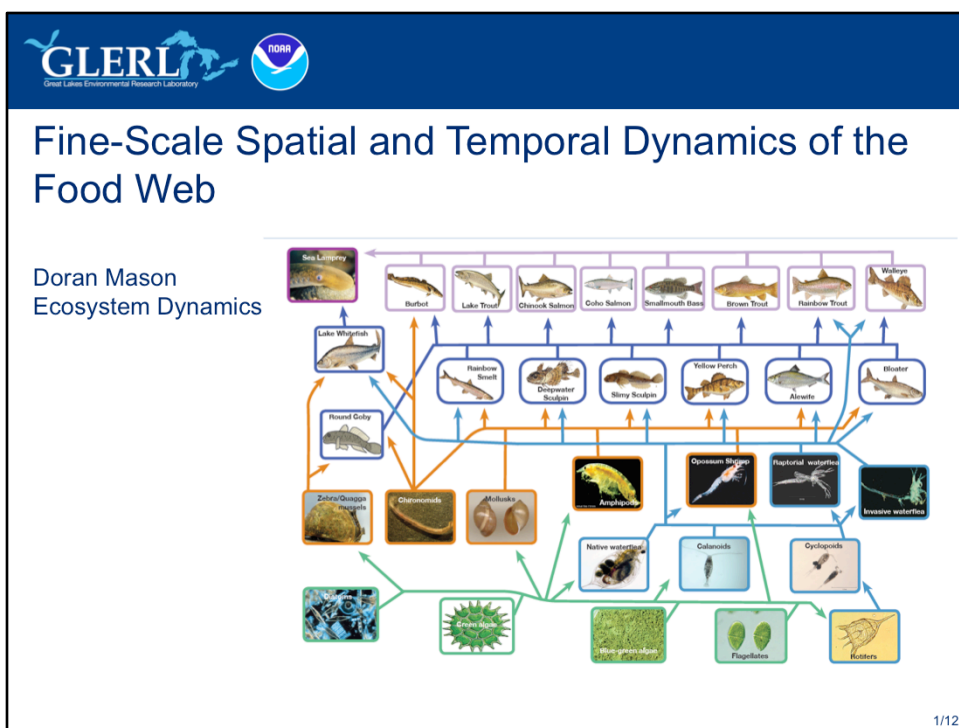 GLERL
Great Lakes Environmental Research Laboratory
NOAA
Fine-Scale Spatial and Temporal Dynamics of the
Food Web
Doran Mason
Ecosystem Dynamics
Sea Lamprey
Burbot
Lake Trout
Chinook Salmon
Coho Salmon
Smallmouth Bass
Brown Trout
Rainbow Trout
Walleye
Lake Whitefish
Rainbow
Smelt
Deepwater
Sculpin
Slimy Sculpin
Yellow Perch
Alewife
Bloater
Round Goby
Zebra/Quagga
mussels
Chironomids
Mollusks
Amphipods
Opossum Shrimp
Raptorial waterflea
Invasive waterflea
Native waterflea
Calanoids
Cyclopoids
Diatoms
Green algae
Blue-green algae
Flagellates
Rotifers
1/12